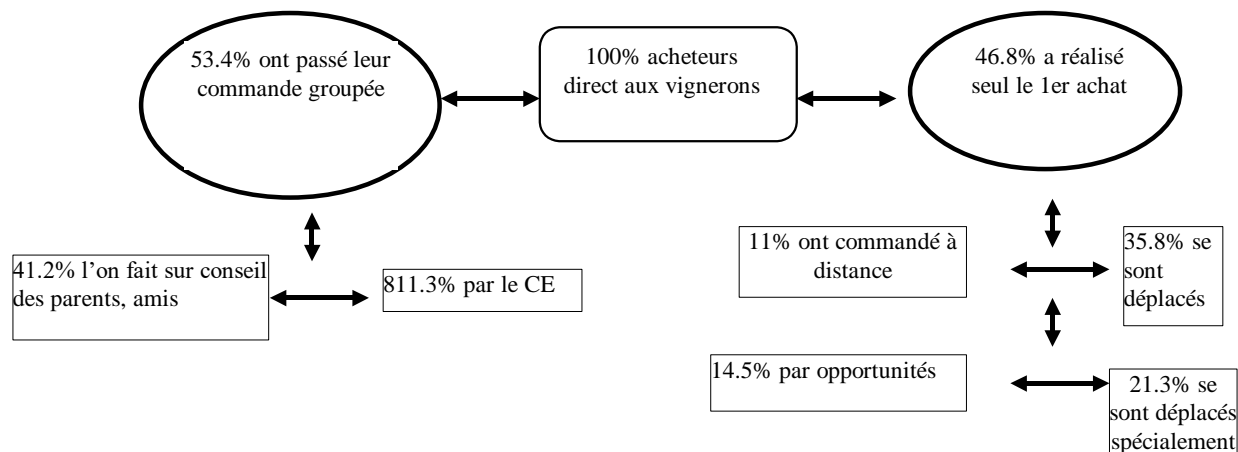 53.4% ont passé leur
commande groupée
100% acheteurs
direct aux vignerons
46.8% a réalisé
seul le 1er achat
41.2% l’on fait sur conseil
des parents, amis
811.3% par le CE
11% ont commandé à
distance
35.8% se
sont
déplacés
14.5% par opportunités
21.3% se
sont déplacés
spécialement